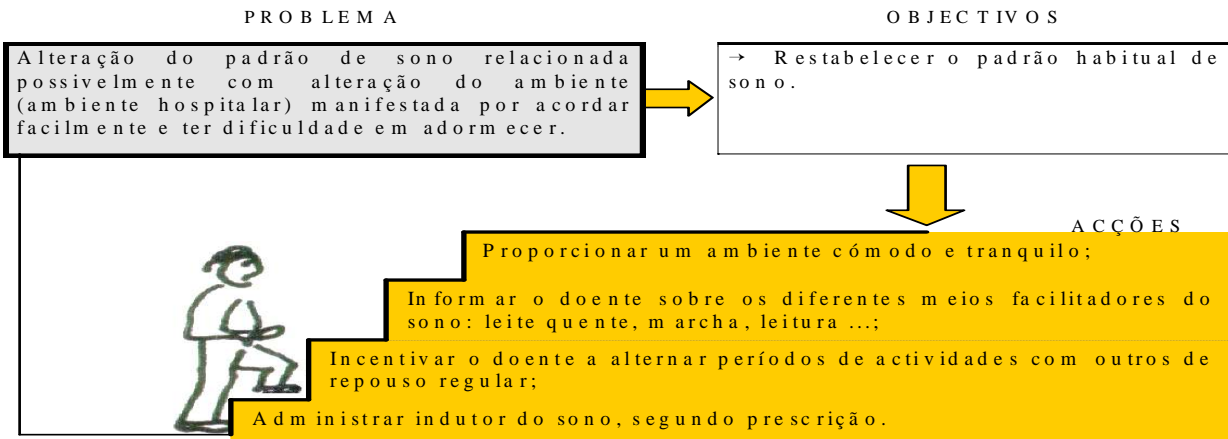 PROBLEMA
Alteração do padrão de sono relacionada
possivelmente com alteração do ambiente
(ambiente hospitalar) manifestada por acordar
facilmente e ter dificuldade em adormecer.
OBJECTIVOS
→ Restabelecer o padrão habitual de
sono.
ACÇÕES
Proporcionar um ambiente cómodo e tranquilo;
Informar o doente sobre os diferentes meios facilitadores do
sono: leite quente, marcha, leitura ...;
Incentivar o doente a alternar períodos de actividades com outros de
repouso regular;
Administrar indutor do sono, segundo prescrição.